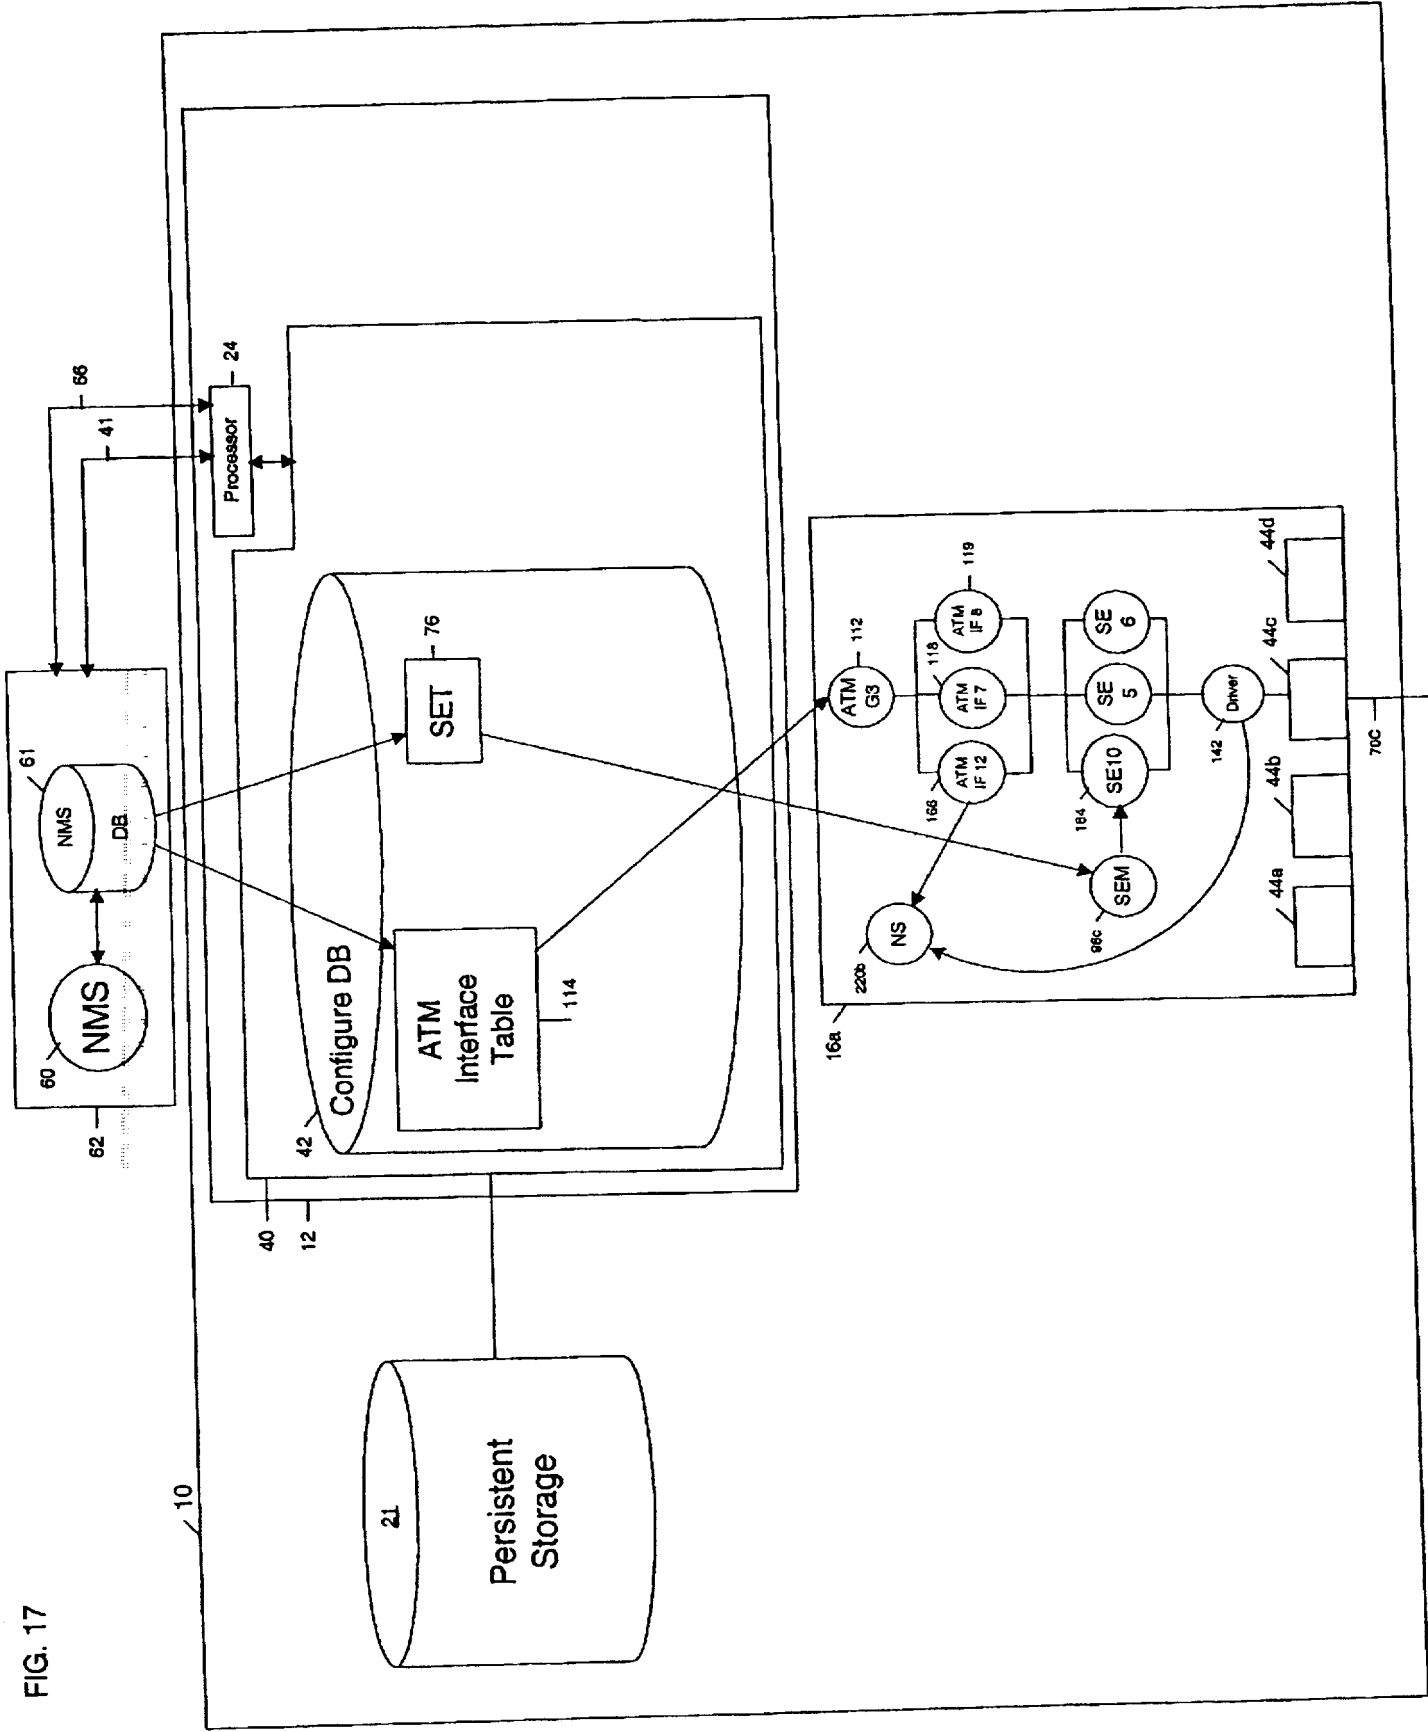 FIG. 17
10
62
60
NMS
61
NMS
DB
66
41
Processor
24
40
12
42
Configure DB
ATM
Interface
Table
114
SET
76
21
Persistent
Storage
16a
ATM
G3
112
166
ATM
IF 12
118
ATM
IF 7
ATM
IF 8
119
220b
NS
96c
SEM
184
SE10
SE
5
SE
6
142
Driver
44a
44b
44c
44d
70C